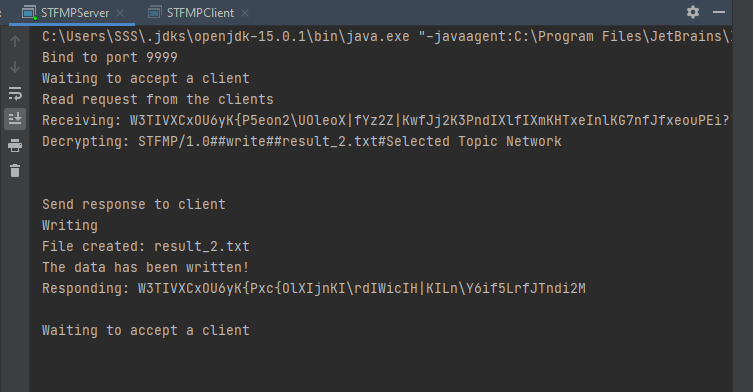 STFMPServer × STFMPClient ×
C:\Users\SSS\.jdks\openjdk-15.0.1\bin\java.exe "-javaagent:C:\Program Files\JetBrains\
Bind to port 9999
Waiting to accept a client
Read request from the clients
Receiving: W3TIVXCxOU6yK{P5eon2\UOleoX|fYz2Z|KwfJj2K3PndIXlfIXmKHTxeInlKG7nfJfxeouPEi?
Decrypting: STFMP/1.0##write##result_2.txt#Selected Topic Network
Send response to client
Writing
File created: result_2.txt
The data has been written!
Responding: W3TIVXCxOU6yK{Pxc{OlXIjnKI\rdIWicIH|KILn\Y6if5LrfJTndi2M
Waiting to accept a client